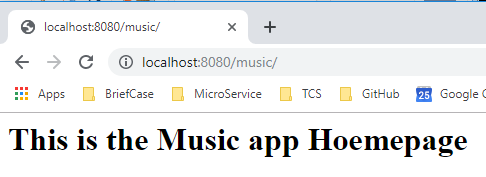 localhost:8080/music/
localhost:8080/music/
Apps BriefCase MicroService TCS GitHub 25 Google C
This is the Music app Hoemepage